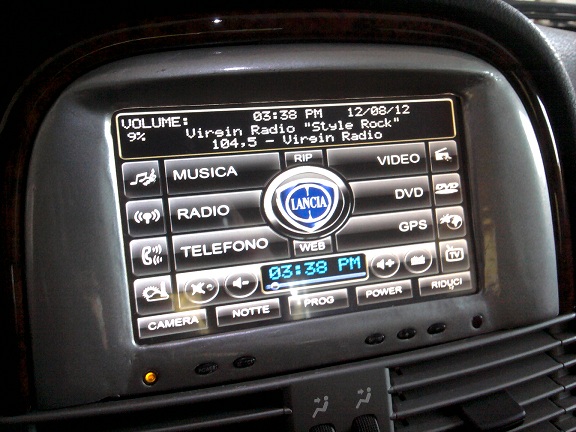 VOLUME: 03:38 PM 12/08/12
9% Virgin Radio "Style Rock"
104,5 - Virgin Radio
MUSICA RIP VIDEO
RADIO LANCIA DVD DVD
TELEFONO WEB GPS
03:38 PM TV
CAMERA NOTTE PROG POWER RIDUCI